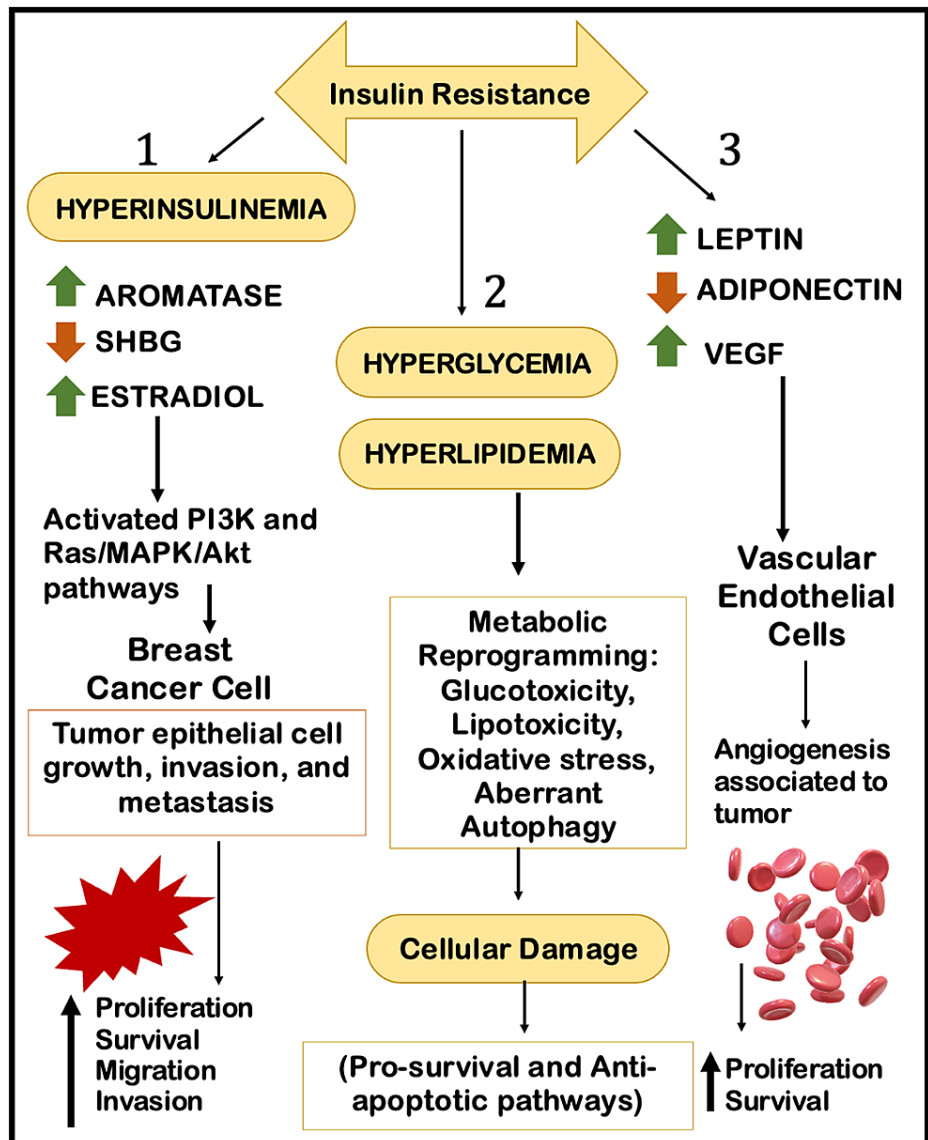 Insulin Resistance
1
HYPERINSULINEMIA
AROMATASE
SHBG
ESTRADIOL
Activated PI3K and
Ras/MAPK/Akt
pathways
Breast
Cancer Cell
Tumor epithelial cell
growth, invasion, and
metastasis
Proliferation
Survival
Migration
Invasion
2
HYPERGLYCEMIA
HYPERLIPIDEMIA
Metabolic
Reprogramming:
Glucotoxicity,
Lipotoxicity,
Oxidative stress,
Aberrant
Autophagy
Cellular Damage
(Pro-survival and Anti-
apoptotic pathways)
3
LEPTIN
ADIPONECTIN
VEGF
Vascular
Endothelial
Cells
Angiogenesis
associated to
tumor
Proliferation
Survival